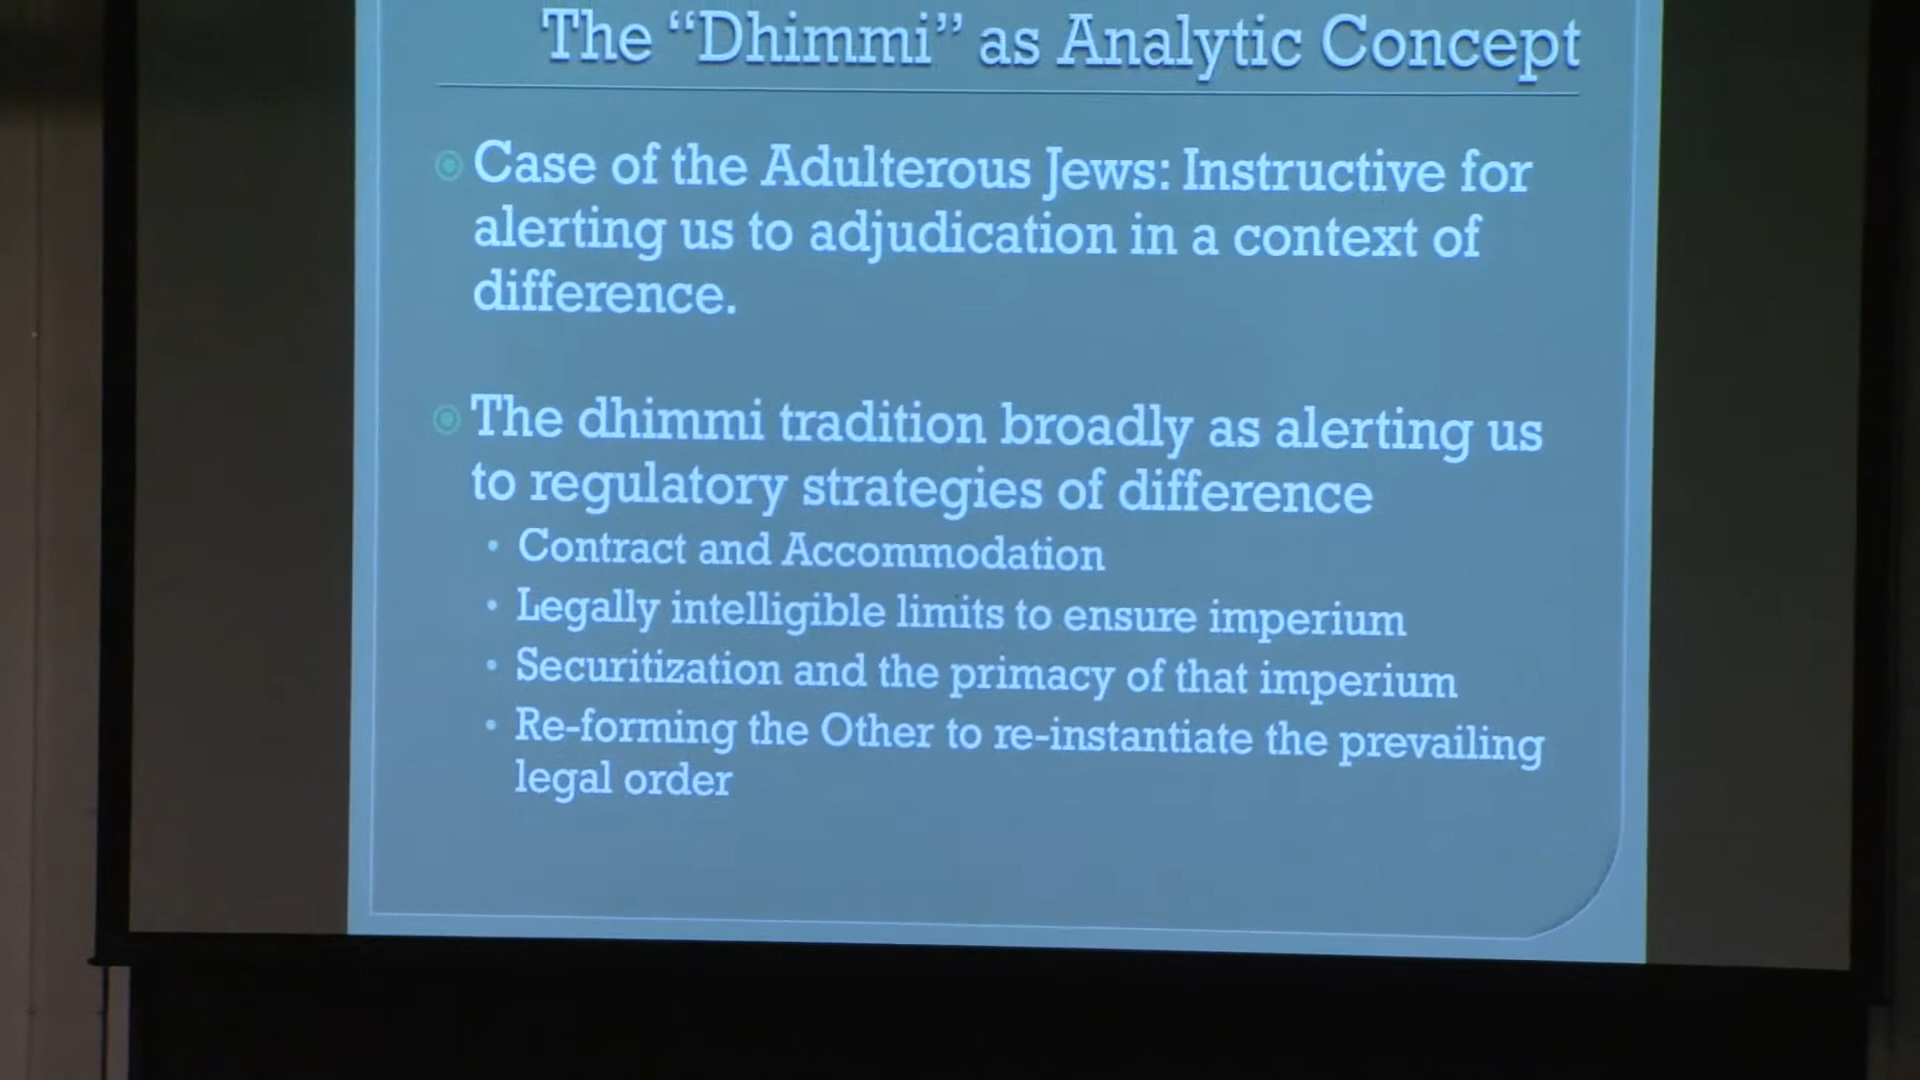 The “Dhimmi” as Analytic Concept
Case of the Adulterous Jews: Instructive for
alerting us to adjudication in a context of
difference.
The dhimmi tradition broadly as alerting us
to regulatory strategies of difference
• Contract and Accommodation
• Legally intelligible limits to ensure imperium
• Securitization and the primacy of that imperium
• Re-forming the Other to re-instantiate the prevailing
legal order